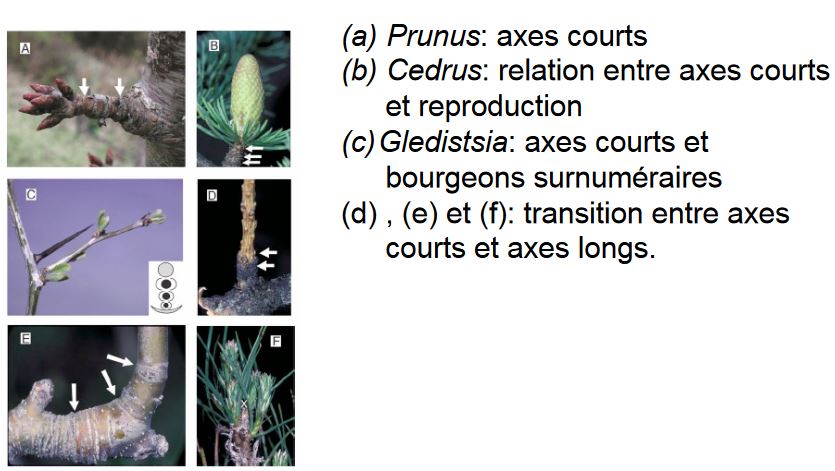 A
B
C
D
E
F
x
(a) Prunus: axes courts
(b) Cedrus: relation entre axes courts
et reproduction
(c) Gledistsia: axes courts et
bourgeons surnuméraires
(d) , (e) et (f): transition entre axes
courts et axes longs.